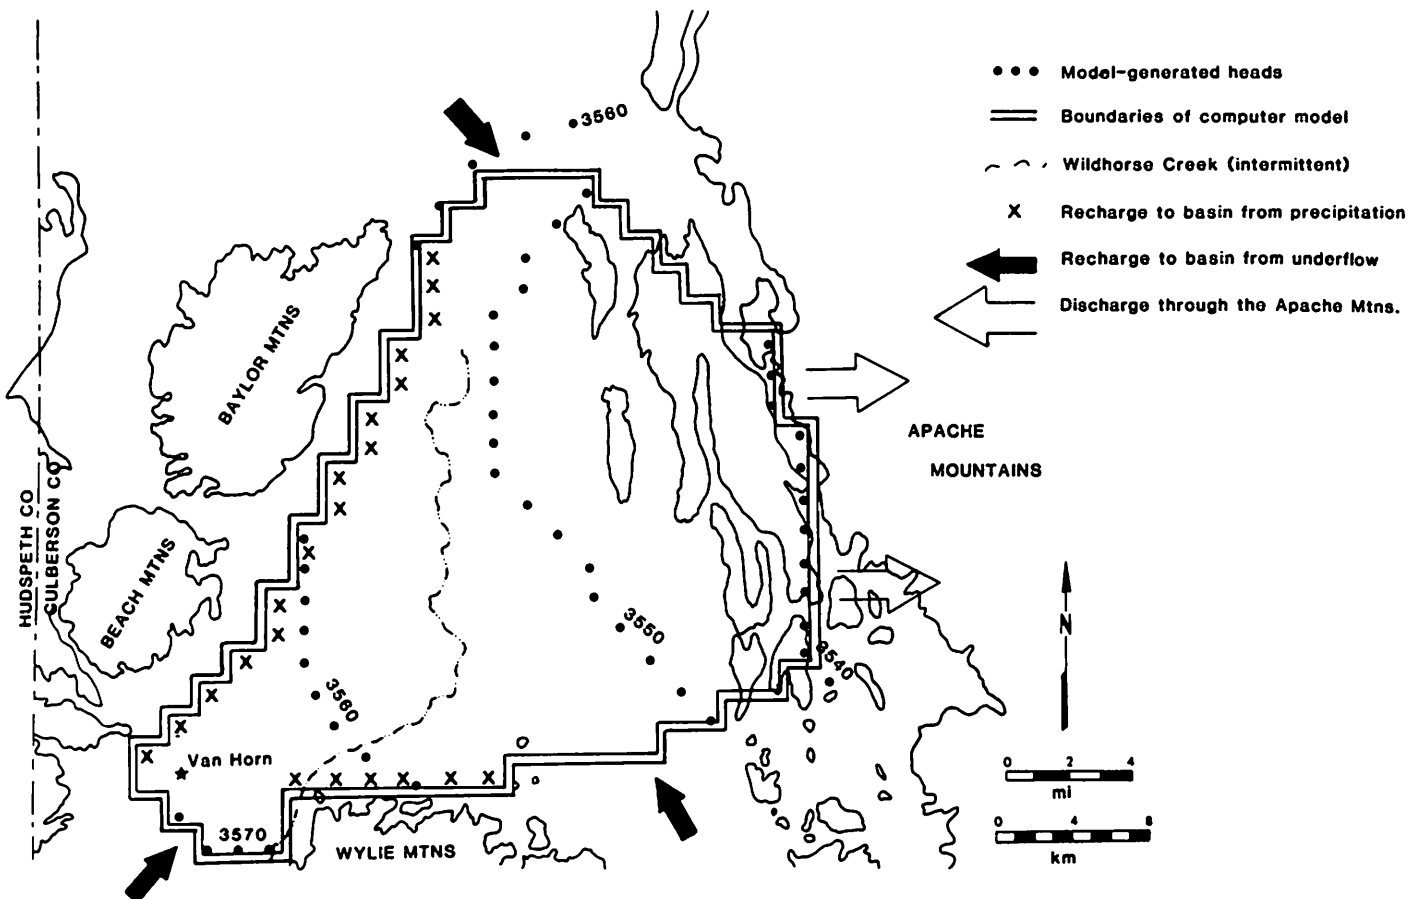 Model-generated heads
Boundaries of computer model
Wildhorse Creek (intermittent)
X Recharge to basin from precipitation
Recharge to basin from underflow
Discharge through the Apache Mtns.
3560
BAYLOR MTNS
APACHE
MOUNTAINS
HUDSPETH CO
CULBERSON CO
BEACH MTNS
3550
3540
3560
Van Horn
3570
WYLIE MTNS
N
0 2 4
mi
0 4 8
km